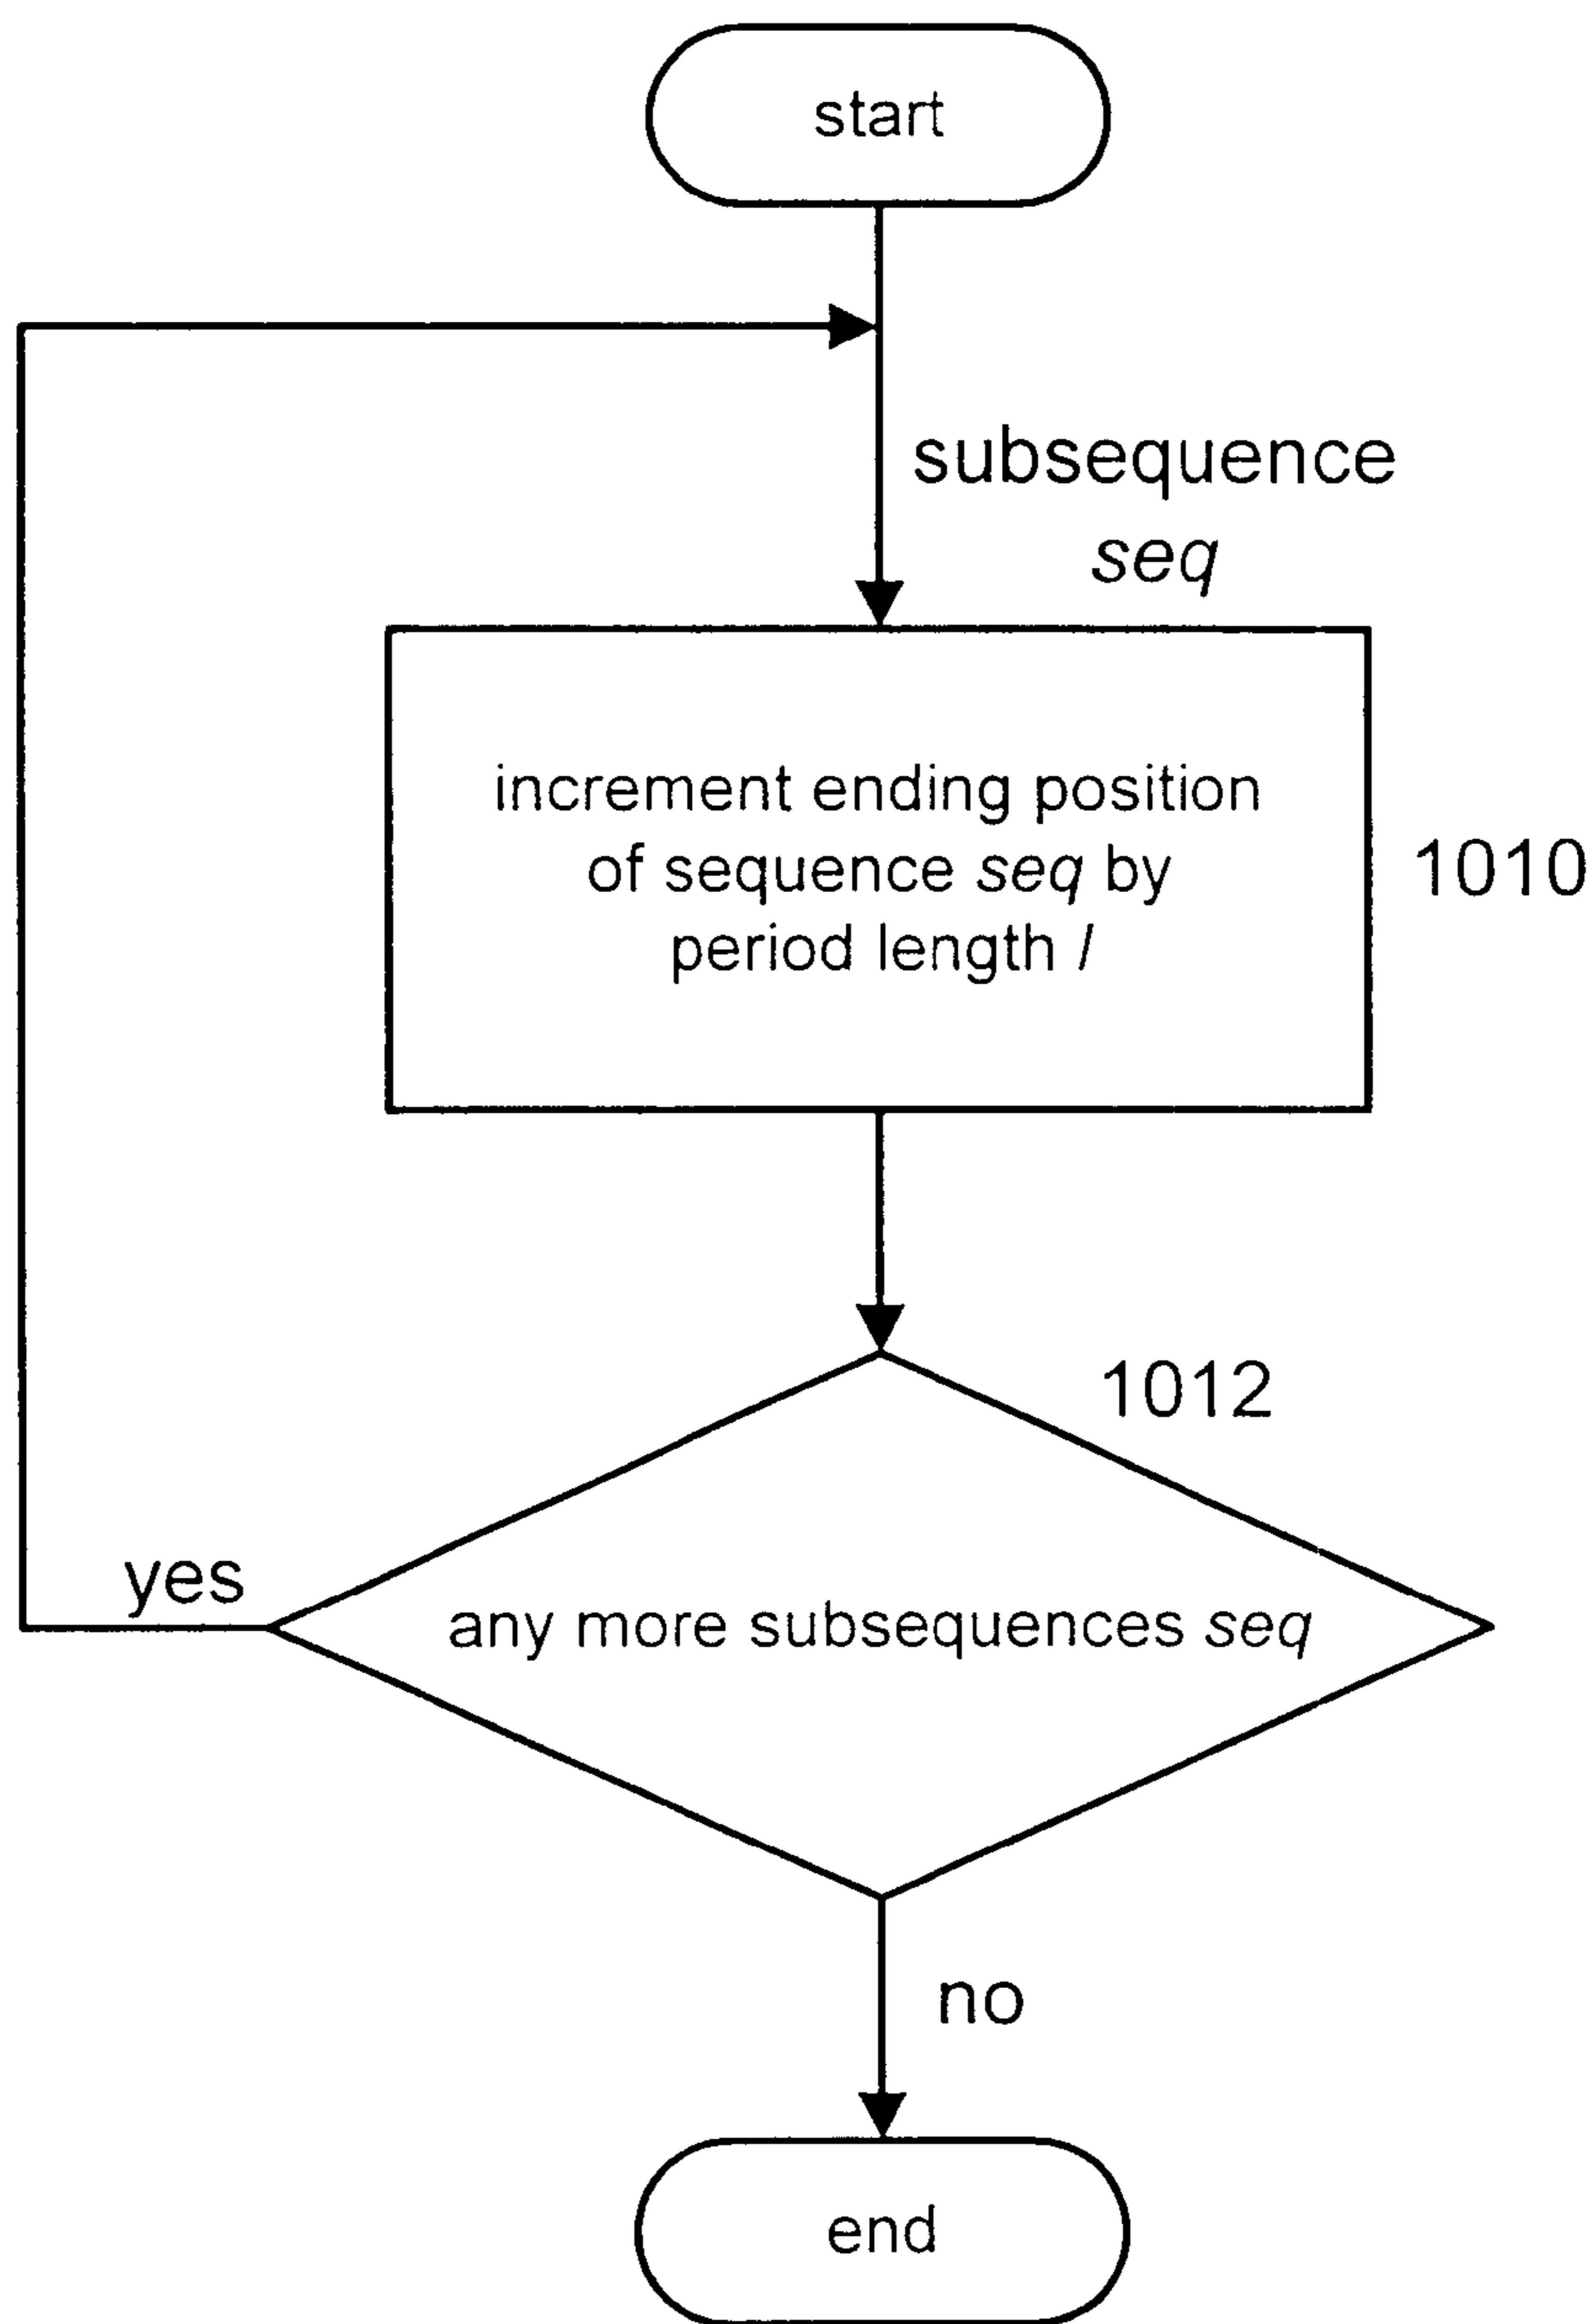 start
subsequence
seq
increment ending position
of sequence seq by
period length l
1010
1012
yes
any more subsequences seq
no
end